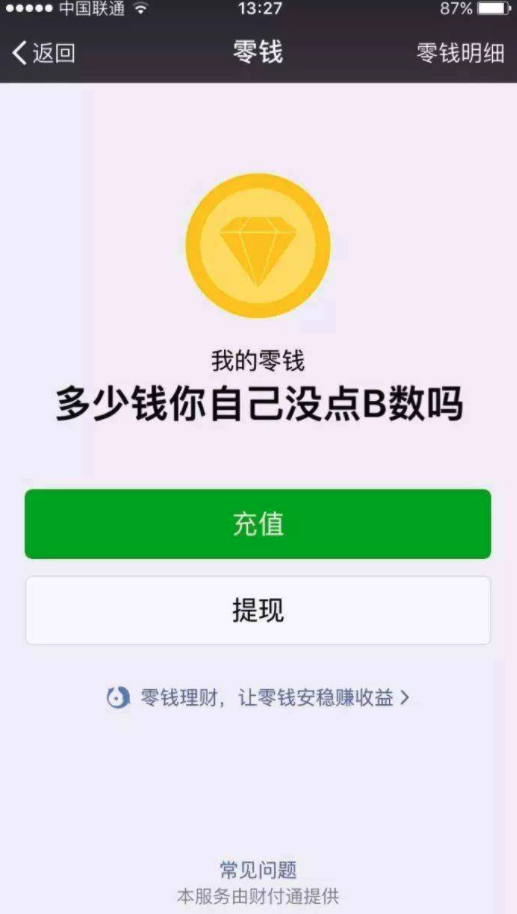 中国联通 13:27 87%
返回 零钱 零钱明细
我的零钱
多少钱你自己没点B数吗
充值
提现
零钱理财，让零钱安稳赚收益
常见问题
本服务由财付通提供